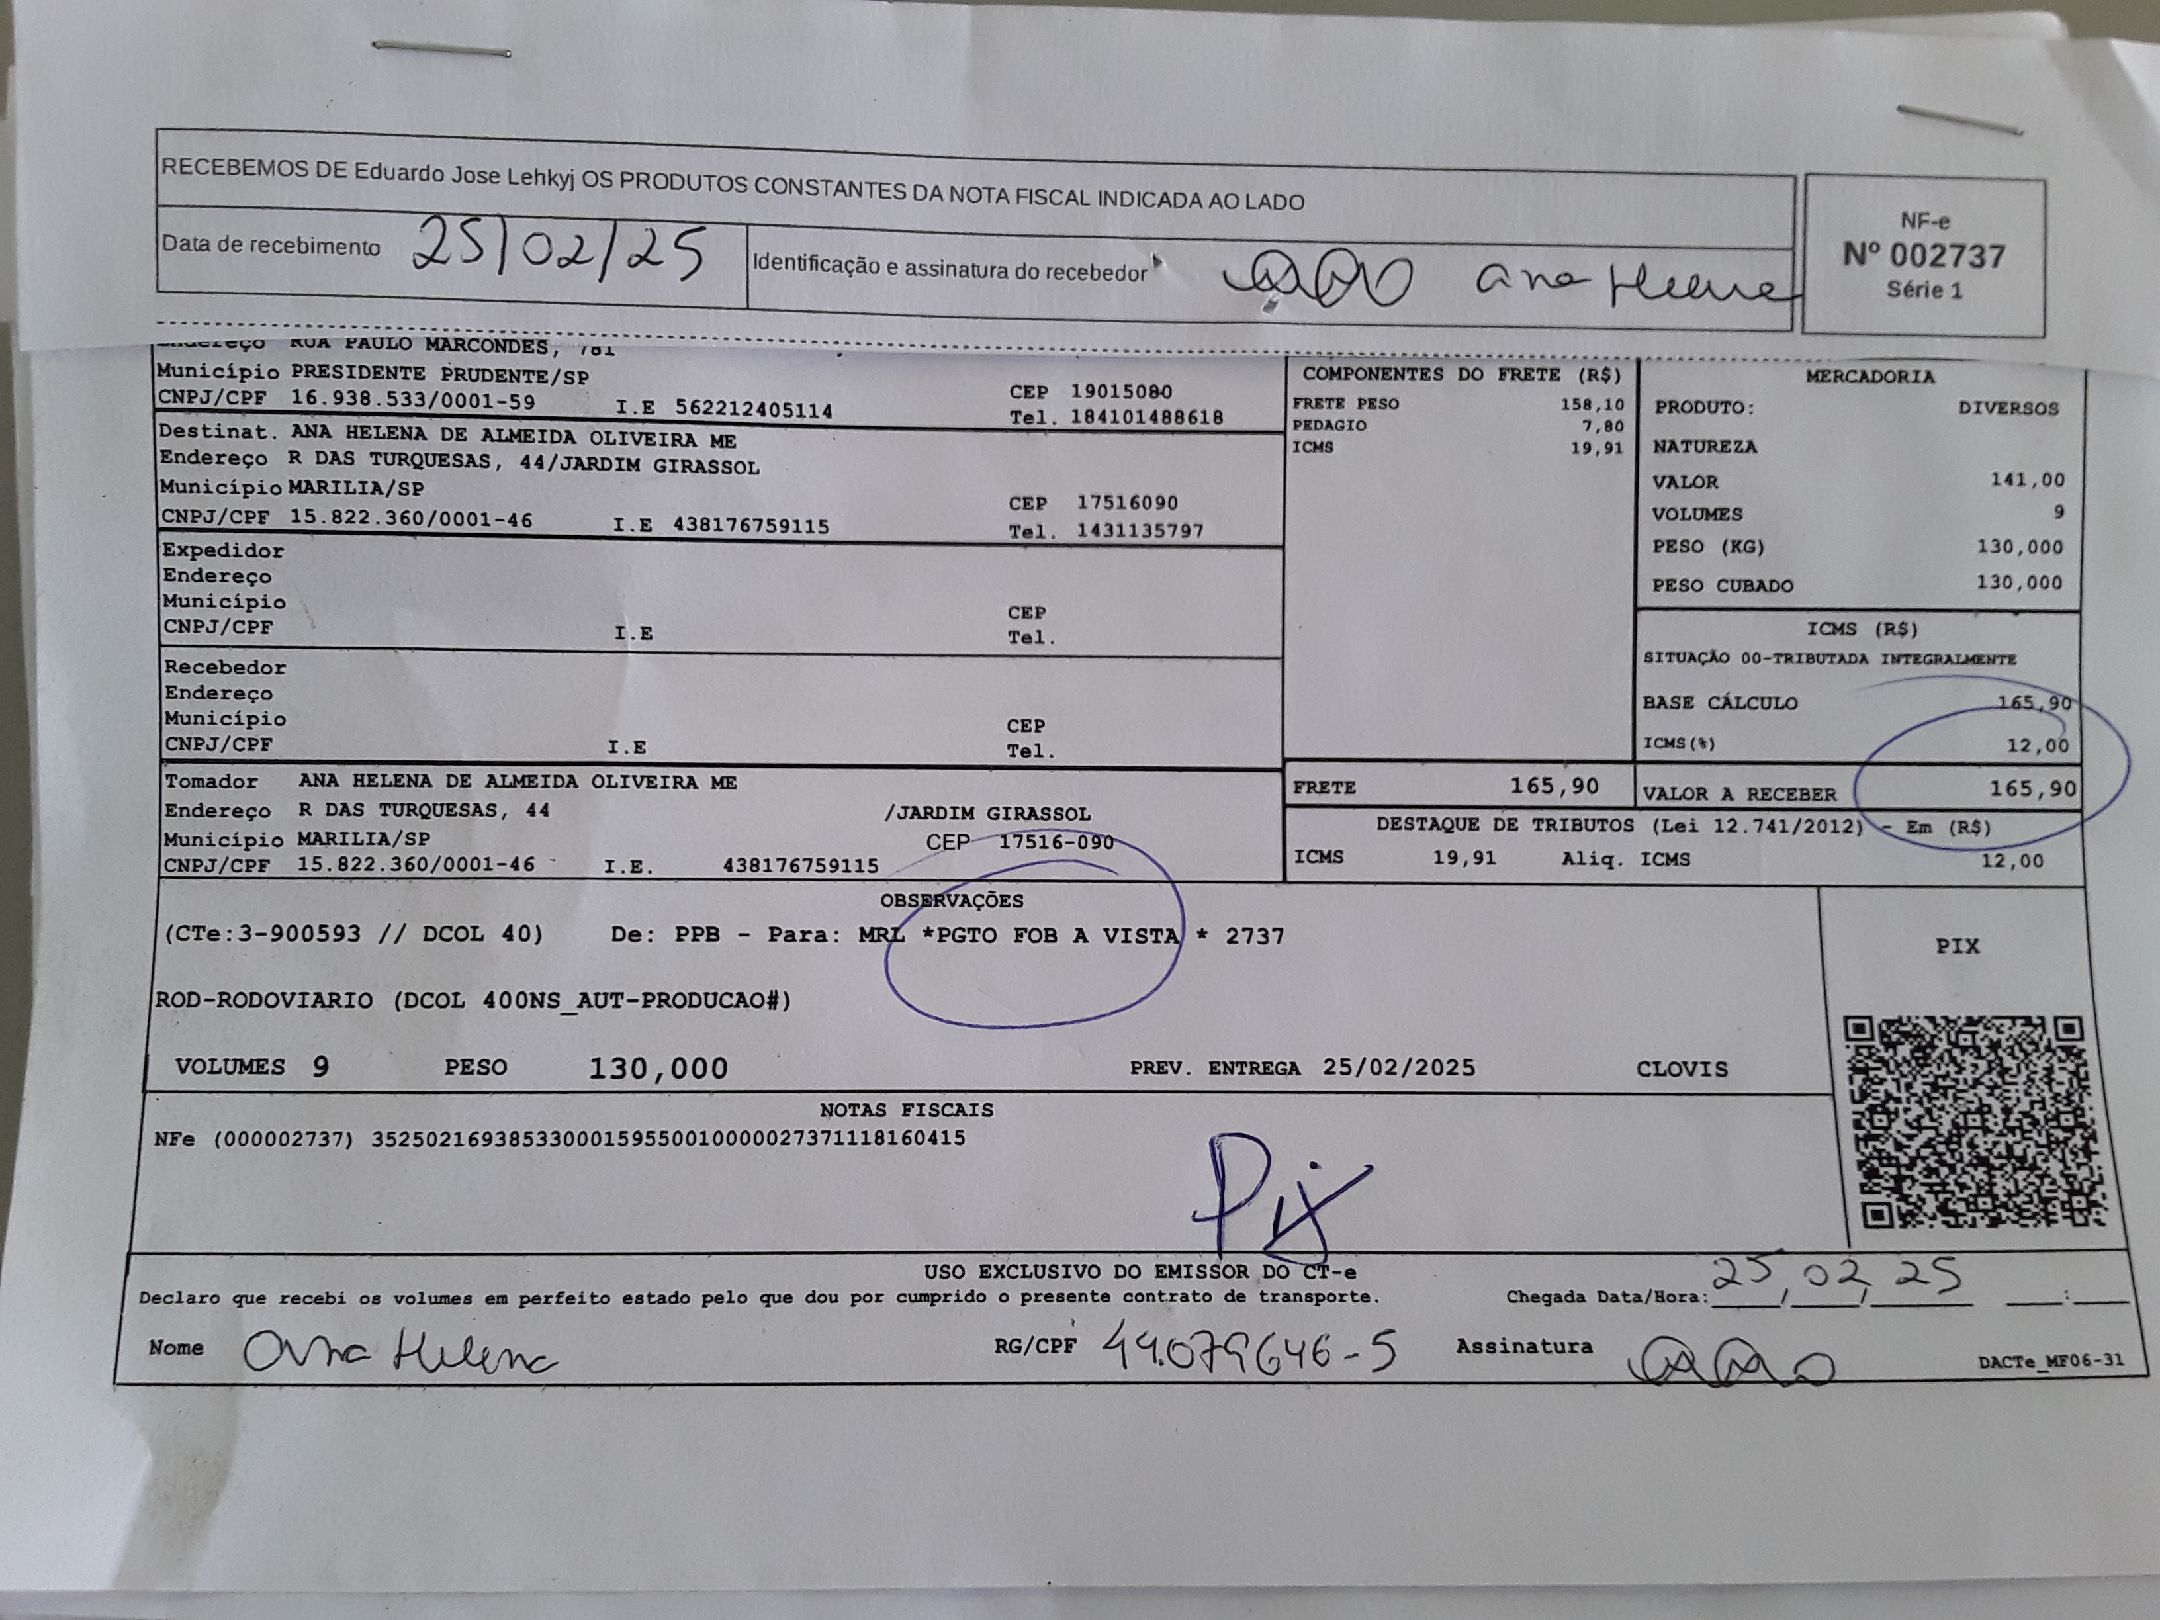 RECEBEMOS DE Eduardo Jose Lehkyj OS PRODUTOS CONSTANTES DA NOTA FISCAL INDICADA AO LADO
Data de recebimento 25/02/25 Identificação e assinatura do recebedor Ana Helena
NF-e
Nº 002737
Série 1
Endereço RUA PAULO MARCONDES, 781
Município PRESIDENTE PRUDENTE/SP CEP 19015080
CNPJ/CPF 16.938.533/0001-59 I.E 562212405114 Tel. 184101488618
Destinat. ANA HELENA DE ALMEIDA OLIVEIRA ME
Endereço R DAS TURQUESAS, 44/JARDIM GIRASSOL
Município MARILIA/SP CEP 17516090
CNPJ/CPF 15.822.360/0001-46 I.E 438176759115 Tel. 1431135797
Expedidor
Endereço
Município CEP
CNPJ/CPF I.E Tel.
Recebedor
Endereço
Município CEP
CNPJ/CPF I.E Tel.
Tomador ANA HELENA DE ALMEIDA OLIVEIRA ME
Endereço R DAS TURQUESAS, 44 /JARDIM GIRASSOL
Município MARILIA/SP CEP 17516-090
CNPJ/CPF 15.822.360/0001-46 I.E. 438176759115
COMPONENTES DO FRETE (R$)
FRETE PESO 158,10
PEDAGIO 7,80
ICMS 19,91
FRETE 165,90
MERCADORIA
PRODUTO: DIVERSOS
NATUREZA
VALOR 141,00
VOLUMES 9
PESO (KG) 130,000
PESO CUBADO 130,000
ICMS (R$)
SITUAÇÃO 00-TRIBUTADA INTEGRALMENTE
BASE CÁLCULO 165,90
ICMS(%) 12,00
VALOR A RECEBER 165,90
DESTAQUE DE TRIBUTOS (Lei 12.741/2012) - Em (R$)
ICMS 19,91 Aliq. ICMS 12,00
OBSERVAÇÕES
(CTe:3-900593 // DCOL 40) De: PPB - Para: MRL *PGTO FOB A VISTA * 2737
ROD-RODOVIARIO (DCOL 400NS_AUT-PRODUCAO#)
VOLUMES 9 PESO 130,000 PREV. ENTREGA 25/02/2025 CLOVIS
PIX
NOTAS FISCAIS
NFe (000002737) 35250216938533000159550010000027371118160415
Pix
USO EXCLUSIVO DO EMISSOR DO CT-e
Declaro que recebi os volumes em perfeito estado pelo que dou por cumprido o presente contrato de transporte. Chegada Data/Hora: 25/02/25 __:__
Nome Ana Helena RG/CPF 44.079646-5 Assinatura
DACTe_MF06-31